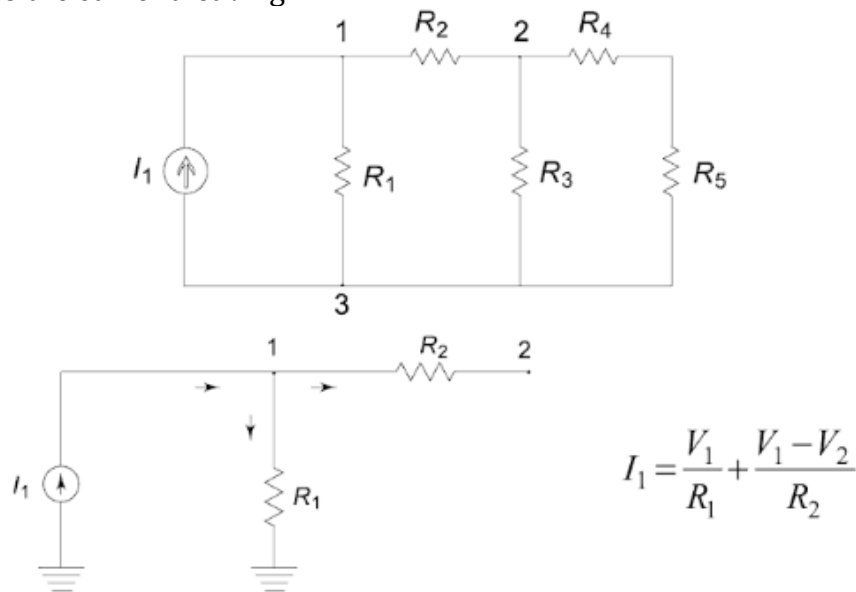 1
R₂
2
R₄
I₁
R₁
R₃
R₅
3
1
R₂
2
I₁
R₁
I₁ = V₁/R₁ + (V₁ − V₂)/R₂